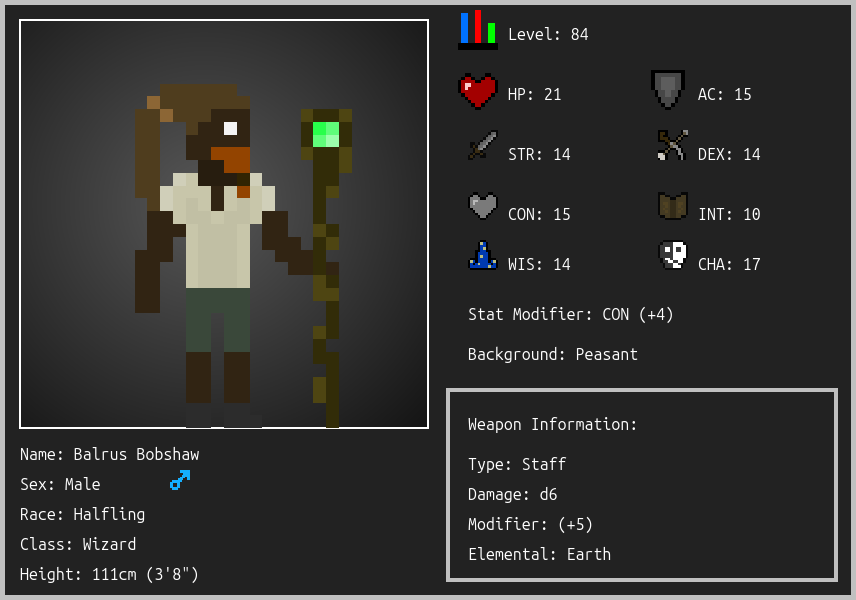 Level: 84
HP: 21
AC: 15
STR: 14
DEX: 14
CON: 15
INT: 10
WIS: 14
CHA: 17
Stat Modifier: CON (+4)
Background: Peasant
Weapon Information:
Type: Staff
Damage: d6
Modifier: (+5)
Elemental: Earth
Name: Balrus Bobshaw
Sex: Male
Race: Halfling
Class: Wizard
Height: 111cm (3'8")